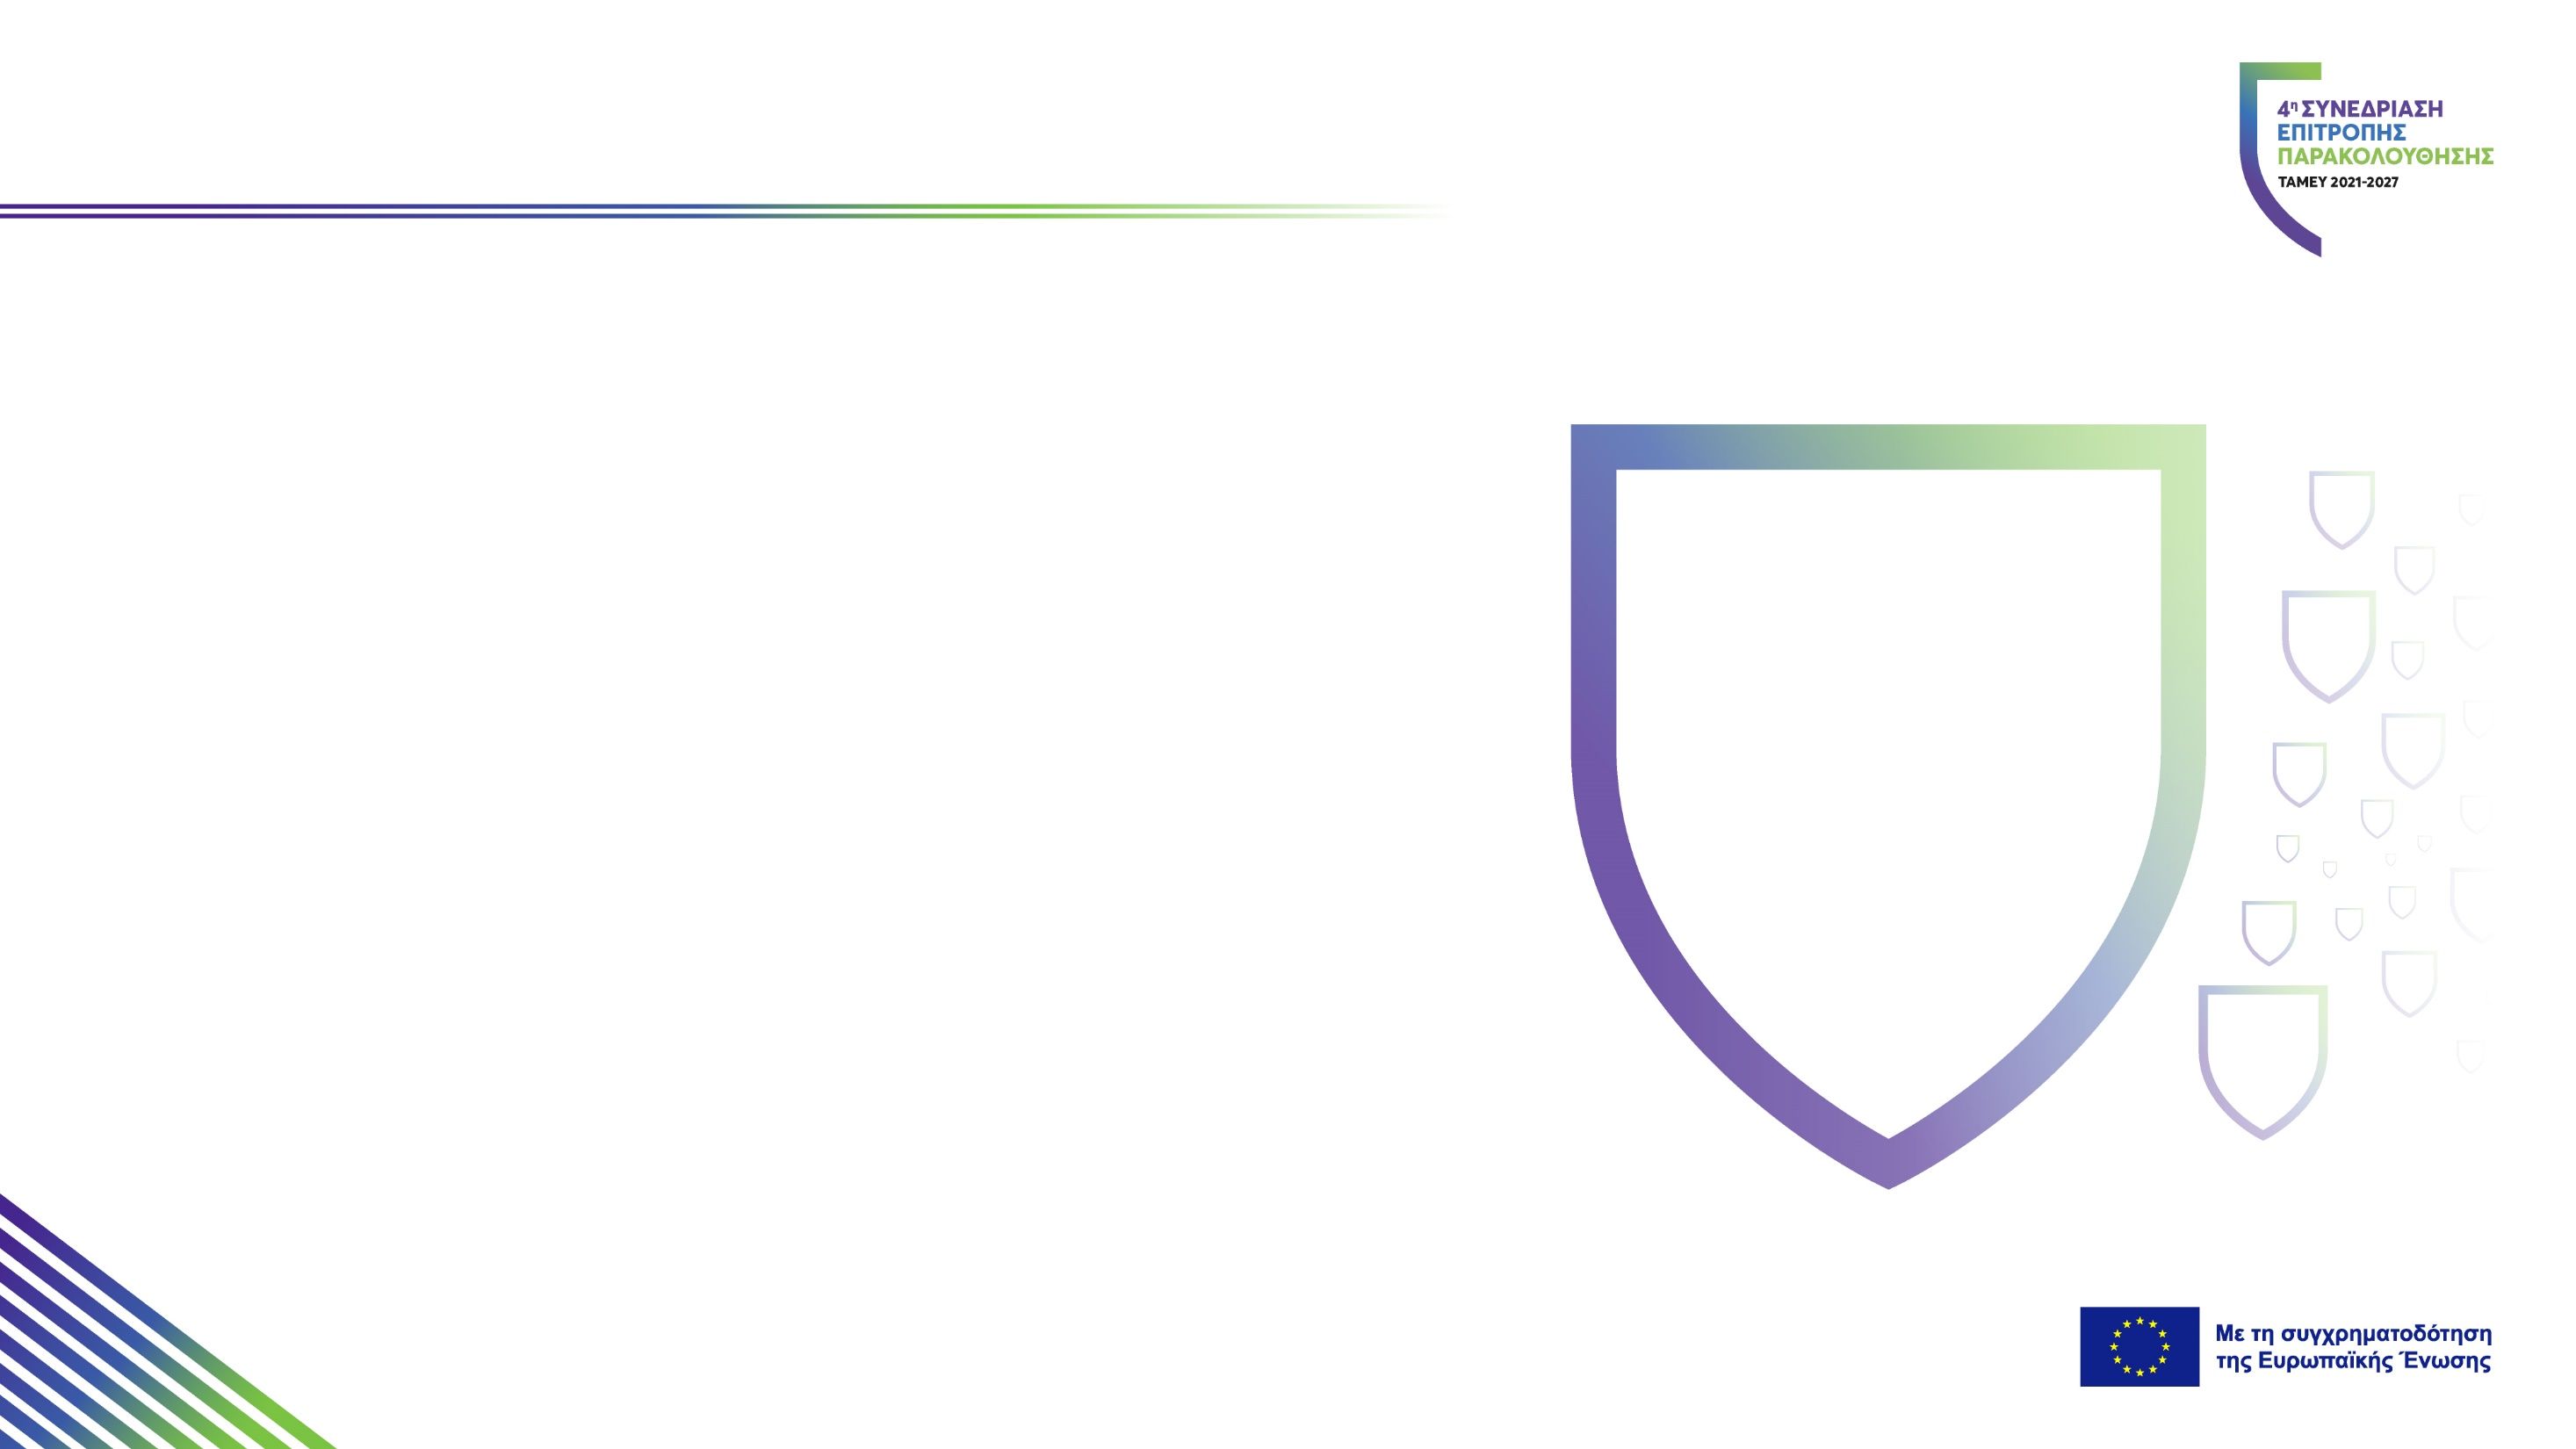 4η ΣΥΝΕΔΡΙΑΣΗ
ΕΠΙΤΡΟΠΗΣ
ΠΑΡΑΚΟΛΟΥΘΗΣΗΣ
ΤΑΜΕΥ 2021-2027
Με τη συγχρηματοδότηση
της Ευρωπαϊκής Ένωσης